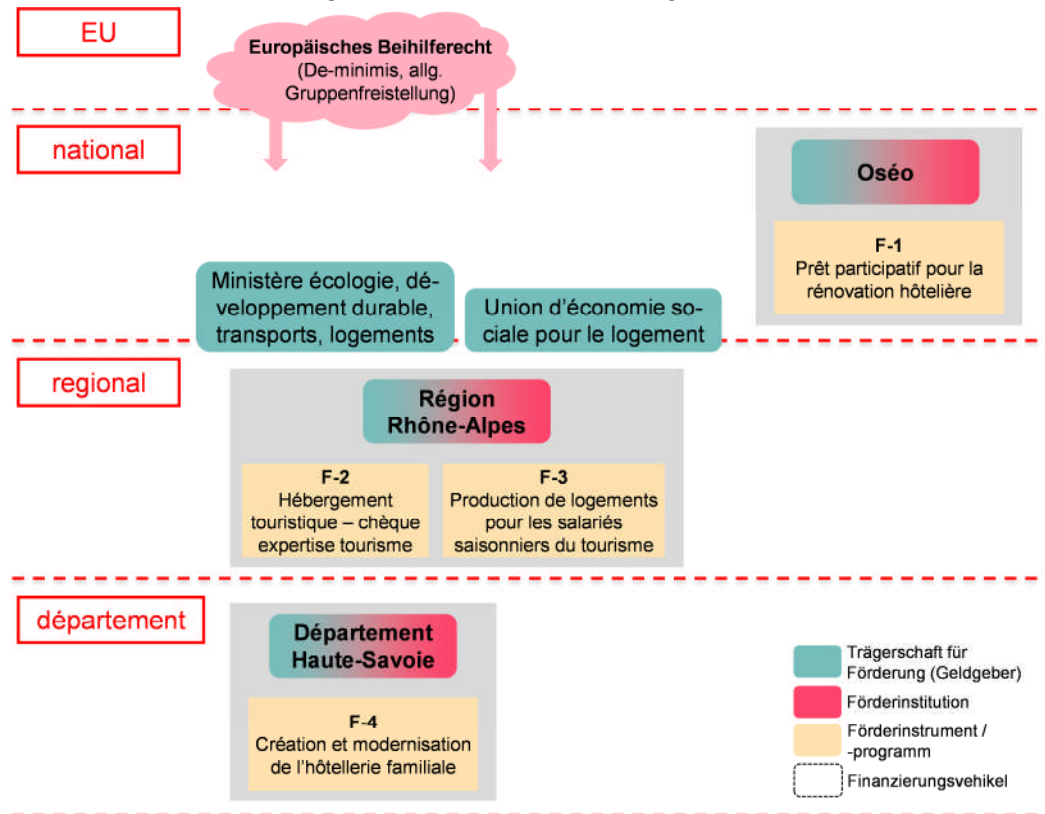 EU
Europäisches Beihilferecht
(De-minimis, allg.
Gruppenfreistellung)
national
Oséo
F-1
Prêt participatif pour la
rénovation hôtelière
Ministère écologie, dé-
veloppement durable,
transports, logements
Union d'économie so-
ciale pour le logement
regional
Région
Rhône-Alpes
F-2
Hébergement
touristique – chèque
expertise tourisme
F-3
Production de logements
pour les salariés
saisonniers du tourisme
département
Département
Haute-Savoie
F-4
Création et modernisation
de l'hôtellerie familiale
Trägerschaft für
Förderung (Geldgeber)
Förderinstitution
Förderinstrument /
-programm
Finanzierungsvehikel